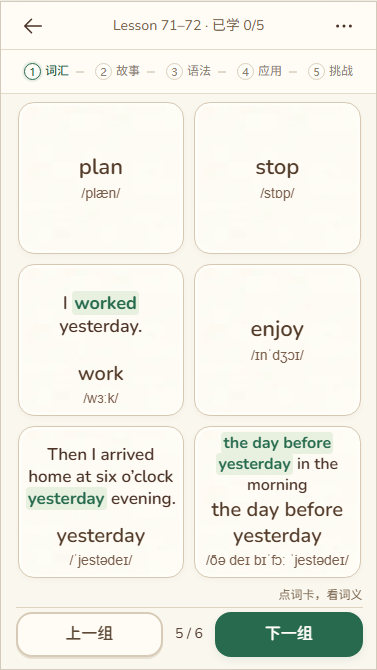 Lesson 71–72 · 已学 0/5
1 词汇 – 2 故事 – 3 语法 – 4 应用 – 5 挑战
plan
/plæn/
stop
/stɒp/
I worked
yesterday.
work
/wɜːk/
enjoy
/ɪnˈdʒɔɪ/
Then I arrived
home at six o’clock
yesterday evening.
yesterday
/ˈjestədeɪ/
the day before
yesterday in the
morning
the day before
yesterday
/ðə deɪ bɪˈfɔː ˈjestədeɪ/
点词卡，看词义
上一组
5 / 6
下一组